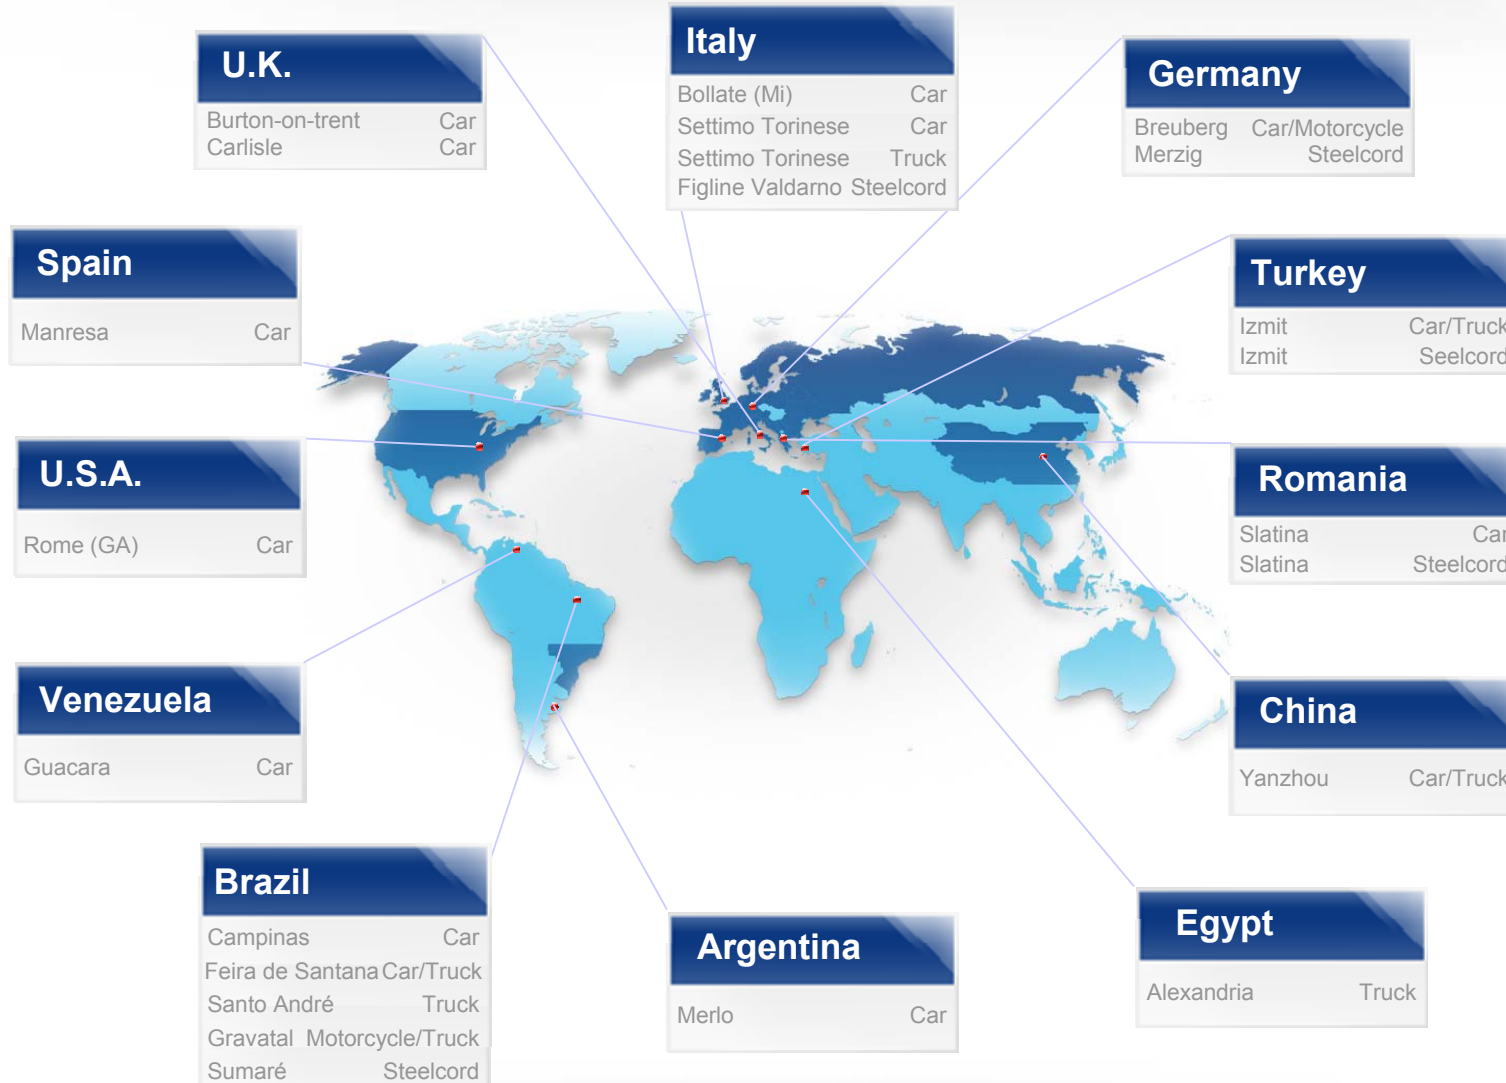 U.K.
Burton-on-trent Car
Carlisle Car
Italy
Bollate (Mi) Car
Settimo Torinese Car
Settimo Torinese Truck
Figline Valdarno Steelcord
Germany
Breuberg Car/Motorcycle
Merzig Steelcord
Spain
Manresa Car
Turkey
Izmit Car/Truck
Izmit Seelcord
U.S.A.
Rome (GA) Car
Romania
Slatina Car
Slatina Steelcord
Venezuela
Guacara Car
China
Yanzhou Car/Truck
Brazil
Campinas Car
Feira de Santana Car/Truck
Santo André Truck
Gravatal Motorcycle/Truck
Sumaré Steelcord
Argentina
Merlo Car
Egypt
Alexandria Truck